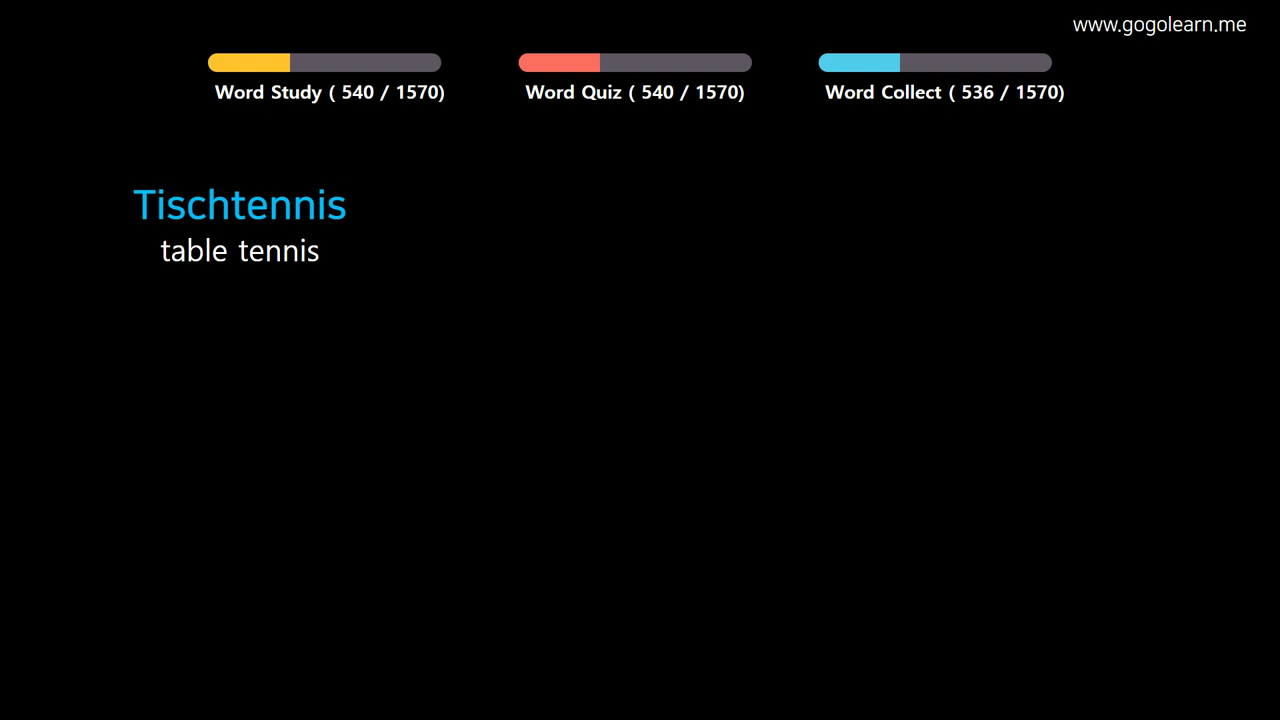 www.gogolearn.me
Word Study ( 540 / 1570)
Word Quiz ( 540 / 1570)
Word Collect ( 536 / 1570)
Tischtennis
table tennis